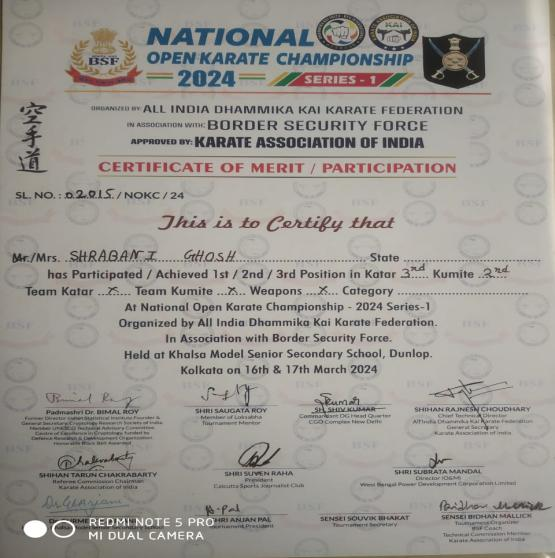 BSF
NATIONAL
OPEN KARATE CHAMPIONSHIP
2024 SERIES - 1
KAI
ORGANIZED BY: ALL INDIA DHAMMIKA KAI KARATE FEDERATION
IN ASSOCIATION WITH: BORDER SECURITY FORCE
APPROVED BY: KARATE ASSOCIATION OF INDIA
空手道
CERTIFICATE OF MERIT / PARTICIPATION
SL. NO. : 02015 / NOKC / 24
This is to Certify that
Mr./Mrs. SHRABANI GHOSH State
has Participated / Achieved 1st / 2nd / 3rd Position in Katar 3rd Kumite 2nd
Team Katar x Team Kumite x Weapons x Category
At National Open Karate Championship - 2024 Series-1
Organized by All India Dhammika Kai Karate Federation.
In Association with Border Security Force.
Held at Khalsa Model Senior Secondary School, Dunlop.
Kolkata on 16th & 17th March 2024
Padmashri Dr. BIMAL ROY
Former Director Indian Statistical Institute Founder &
General Secretary Cryptology Research Society of India
Member UNESCO Technical Advisory Committee
Centre of Excellence in Cryptology funded by
Defence Research & Development Organization
Honorable Black Belt Awarded
SHRI SAUGATA ROY
Member of Loksabha
Tournament Mentor
SH. SHIV KUMAR
Commandant DG Head Quarter
CGO Complex New Delhi
SHIHAN RAJNESH CHOUDHARY
Chief Technical Director
All India Dhammika Kai Karate Federation
General Secretary
Karate Association of India
SHIHAN TARUN CHAKRABARTY
Referee Commission Chairman
Karate Association of India
SHRI SUVEN RAHA
President
Calcutta Sports Journalist Club
SHRI SUBRATA MANDAL
Director (O&M)
West Bengal Power Development Corporation Limited
SHRI ANJAN PAL
President
SENSEI SOUVIK BHAKAT
Tournament Secretary
SENSEI BIDHAN MALLICK
Tournament Organizer
BSF Coach
Technical Commission Member
Karate Association of India
REDMI NOTE 5 PRO
MI DUAL CAMERA